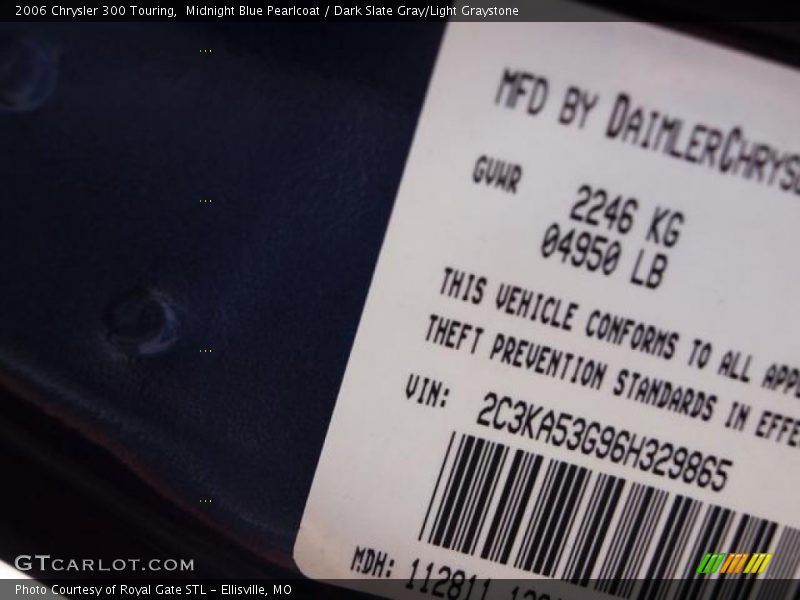 2006 Chrysler 300 Touring,  Midnight Blue Pearlcoat / Dark Slate Gray/Light Graystone
MFD BY DAIMLERCHRYS
GVWR 2246 KG
04950 LB
THIS VEHICLE CONFORMS TO ALL APP
THEFT PREVENTION STANDARDS IN EFFE
VIN: 2C3KA53G96H329865
MDH: 112811
GTCARLOT.COM
Photo Courtesy of Royal Gate STL - Ellisville, MO